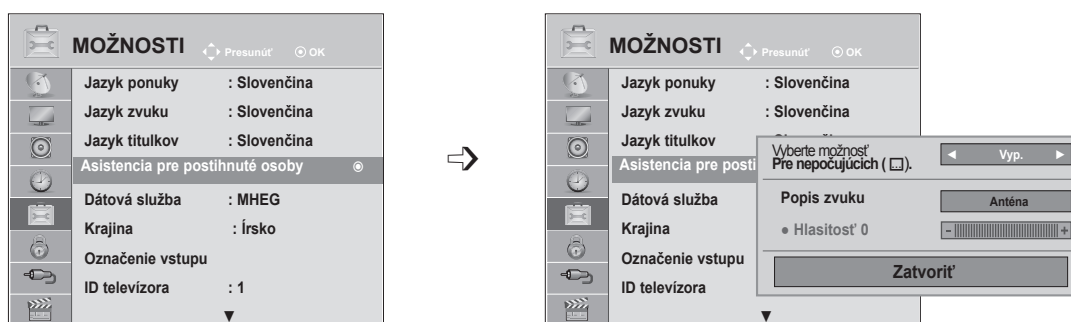 MOŽNOSTI Presunúť OK
Jazyk ponuky : Slovenčina
Jazyk zvuku : Slovenčina
Jazyk titulkov : Slovenčina
Asistencia pre postihnuté osoby
Dátová služba : MHEG
Krajina : Írsko
Označenie vstupu
ID televízora : 1
MOŽNOSTI Presunúť OK
Jazyk ponuky : Slovenčina
Jazyk zvuku : Slovenčina
Jazyk titulkov
Asistencia pre posti
Dátová služba
Krajina
Označenie vstupu
ID televízora
Vyberte možnosť
Pre nepočujúcich ( ). Vyp.
Popis zvuku Anténa
● Hlasitosť 0 - +
Zatvoriť